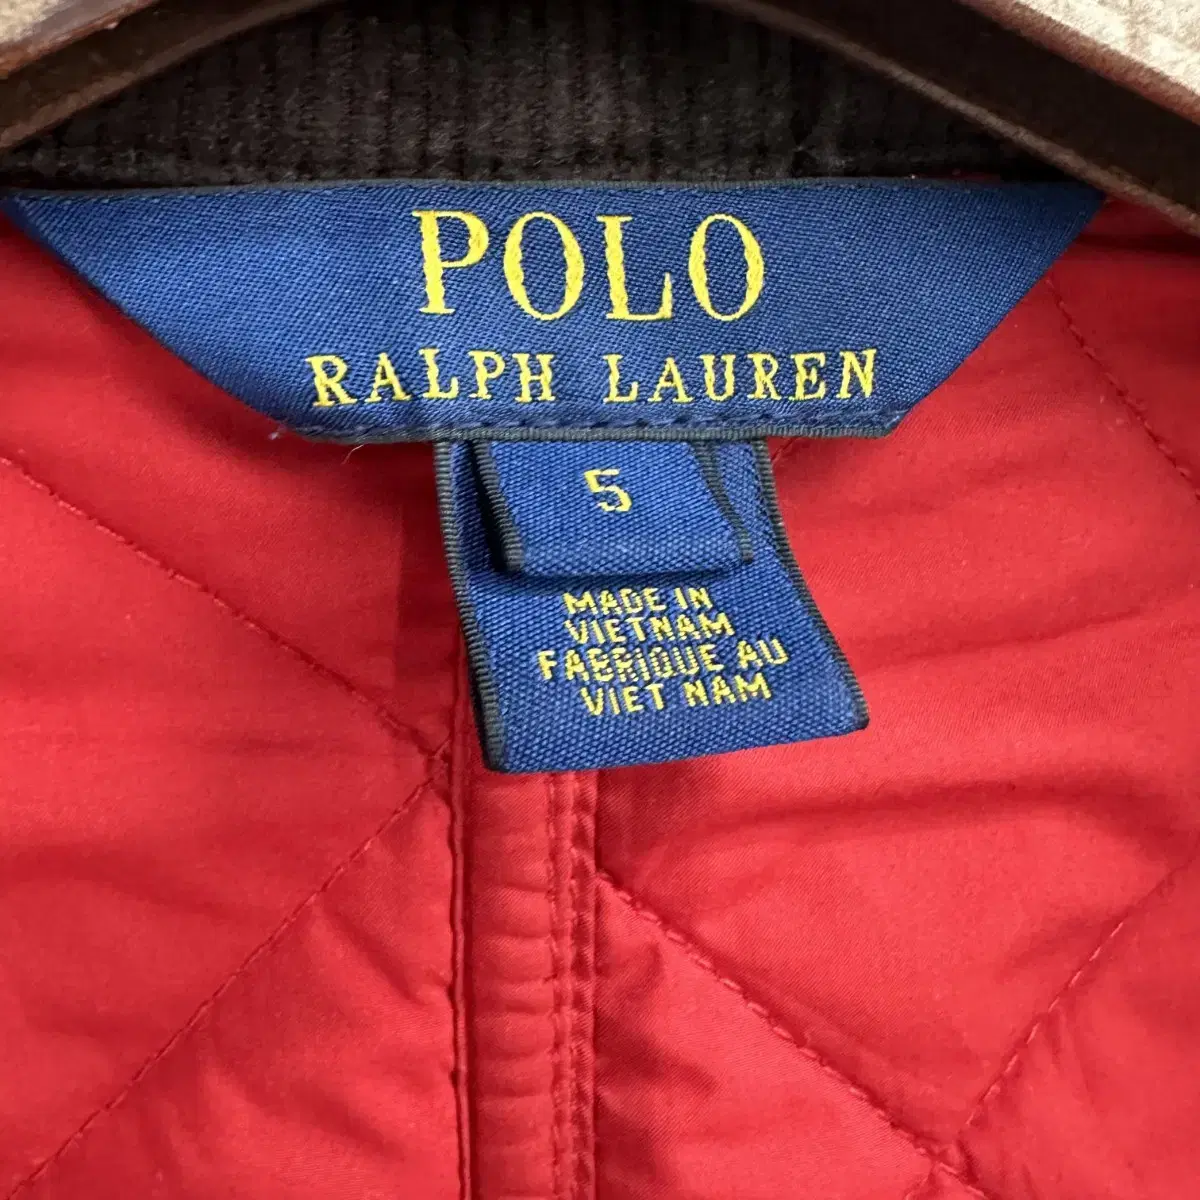 POLO
RALPH LAUREN
5
MADE IN
VIETNAM
FABRIQUE AU
VIET NAM